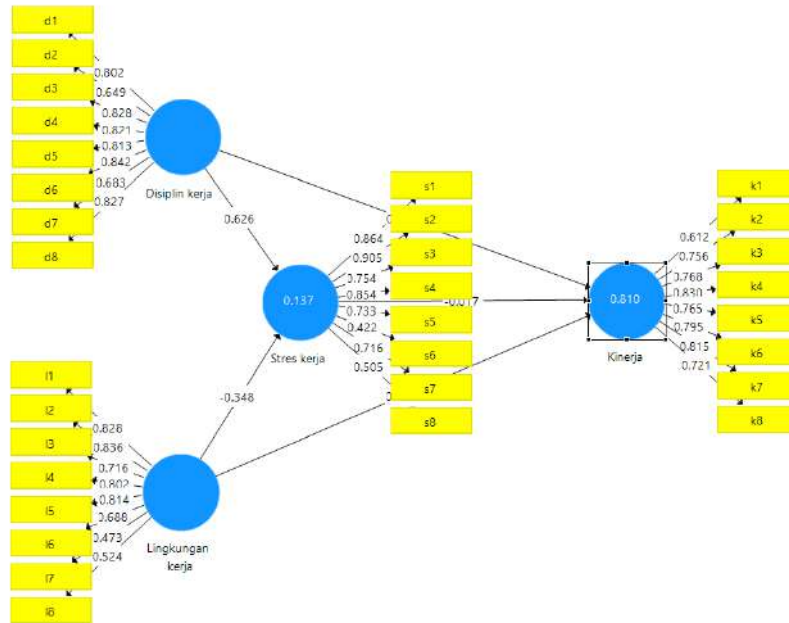 d1
d2
d3
d4
d5
d6
d7
d8
0.802
0.649
0.828
0.821
0.813
0.842
0.683
0.827
Disiplin kerja
0.626
s1
s2
s3
s4
s5
s6
s7
s8
0.864
0.905
0.754
0.854
0.733
0.422
0.716
0.505
0.137
Stres kerja
-0.017
k1
k2
k3
k4
k5
k6
k7
k8
0.612
0.756
0.768
0.830
0.765
0.795
0.815
0.721
0.810
Kinerja
-0.348
l1
l2
l3
l4
l5
l6
l7
l8
0.828
0.836
0.716
0.802
0.814
0.688
0.473
0.524
Lingkungan
kerja